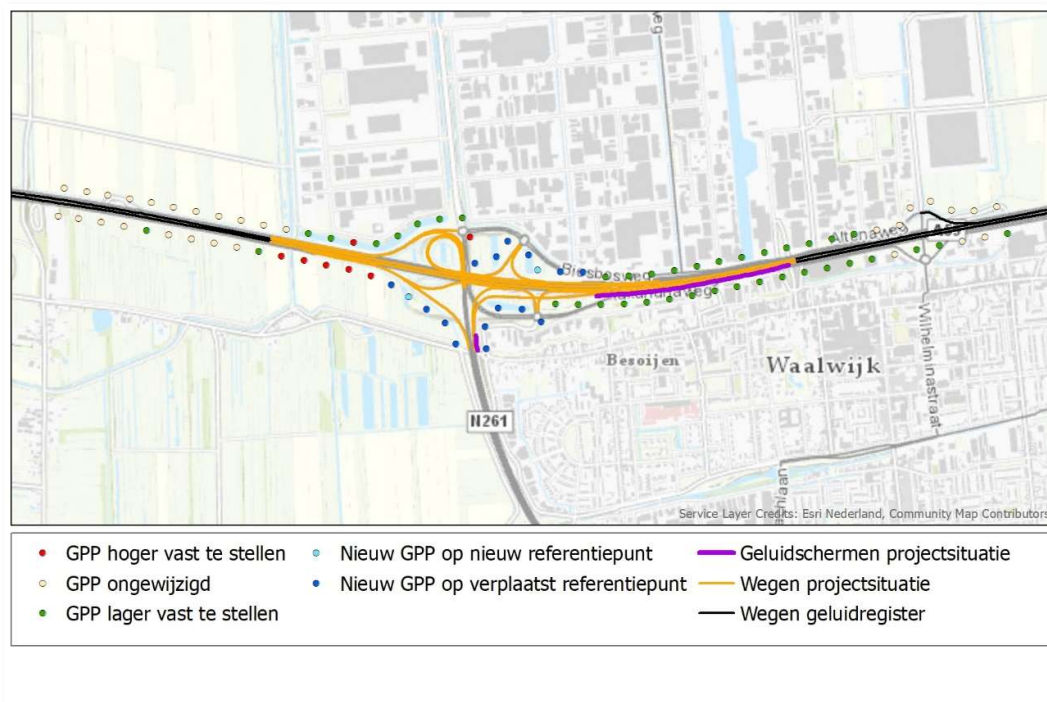 Altenaweg
Biesbosweg
Besoijen
Waalwijk
Wilhelminastraat
N261
Service Layer Credits: Esri Nederland, Community Map Contributors
GPP hoger vast te stellen
Nieuw GPP op nieuw referentiepunt
Geluidschermen projectsituatie
GPP ongewijzigd
Nieuw GPP op verplaatst referentiepunt
Wegen projectsituatie
GPP lager vast te stellen
Wegen geluidregister